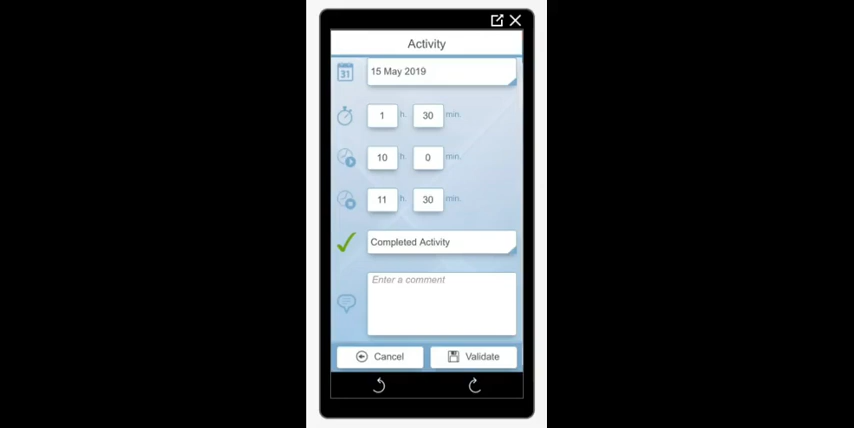 Activity
31
15 May 2019
1 h. 30 min.
10 h. 0 min.
11 h. 30 min.
Completed Activity
Enter a comment
Cancel Validate